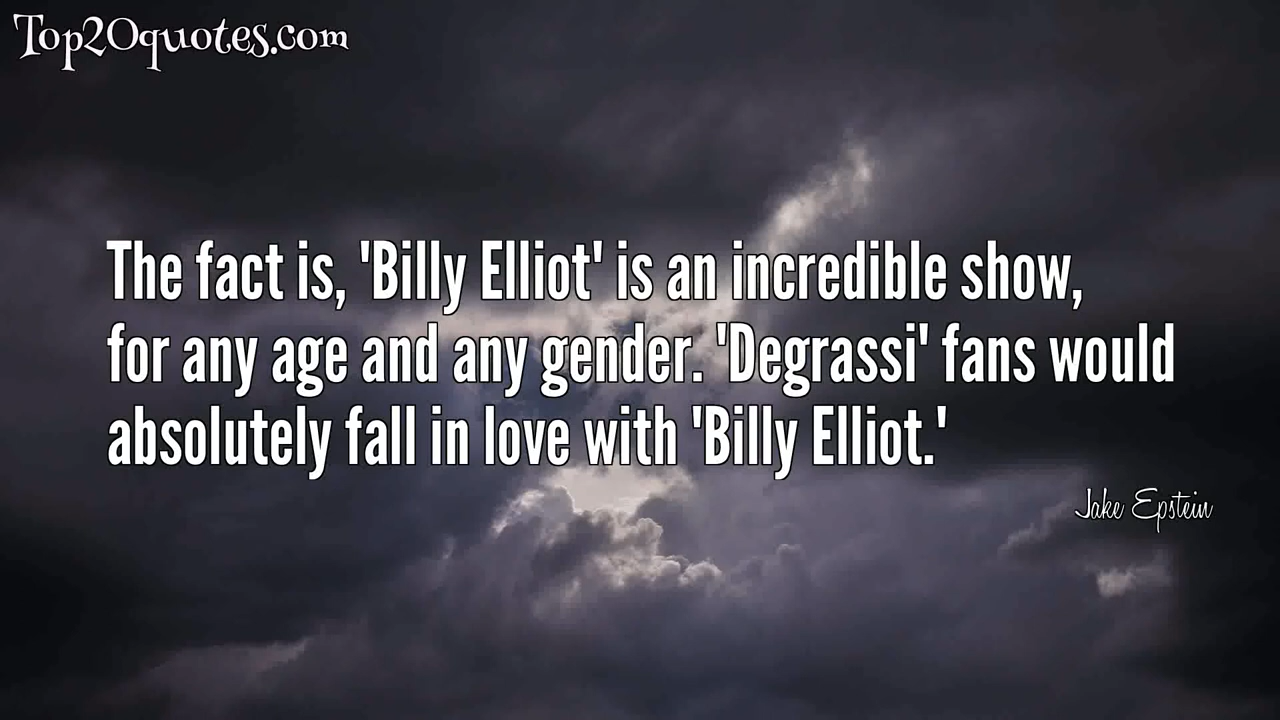 Top20quotes.com
The fact is, 'Billy Elliot' is an incredible show,
for any age and any gender. 'Degrassi' fans would
absolutely fall in love with 'Billy Elliot.'
Jake Epstein